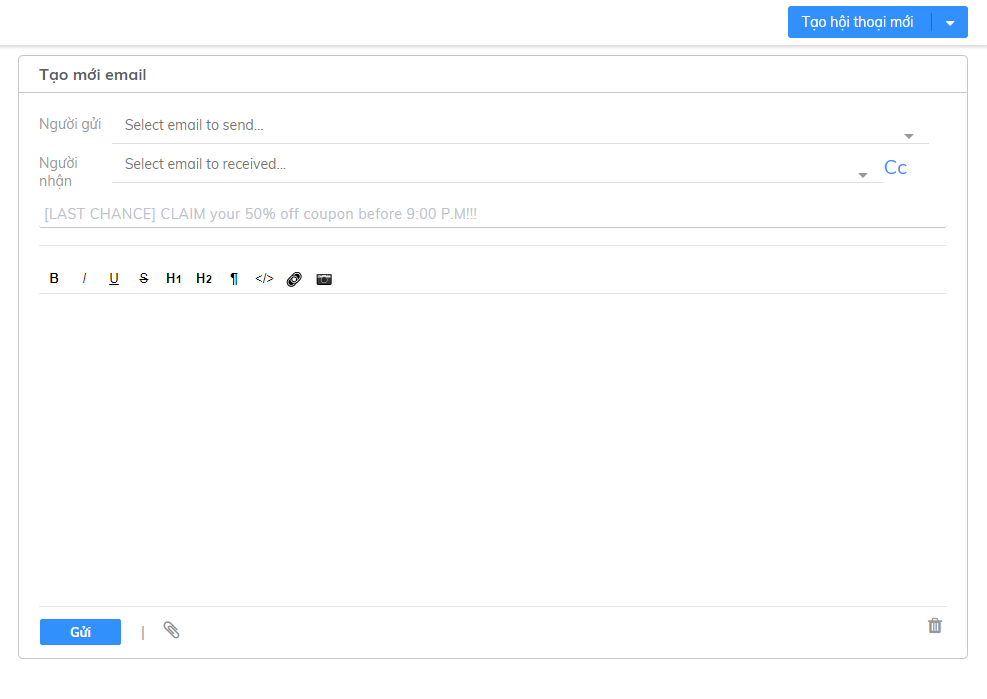 Tạo hội thoại mới
Tạo mới email
Người gửi
Select email to send...
Người
nhận
Select email to received...
Cc
[LAST CHANCE] CLAIM your 50% off coupon before 9:00 P.M!!!
B I U S H1 H2 ¶ </>
Gửi |